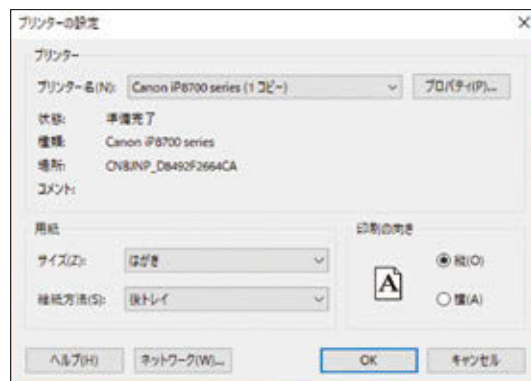 プリンターの設定
プリンター
プリンター名(N): Canon iP8700 series (1 コピー) プロパティ(P)...
状態: 準備完了
種類: Canon iP8700 series
場所: CNBJNP_D8492F2664CA
コメント:
用紙
サイズ(Z): はがき
給紙方法(S): 後トレイ
印刷の向き
A
縦(O)
横(A)
ヘルプ(H) ネットワーク(W)... OK キャンセル